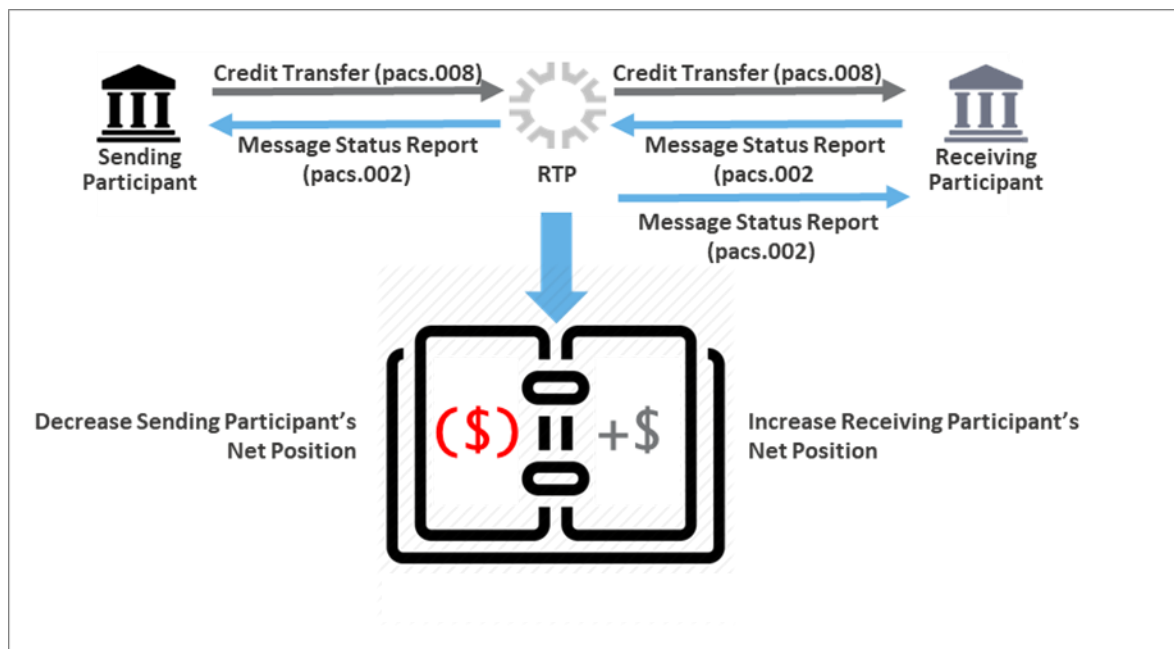 Credit Transfer (pacs.008)
Credit Transfer (pacs.008)
Message Status Report
(pacs.002)
Message Status Report
(pacs.002
Sending
Participant
RTP
Receiving
Participant
Message Status Report
(pacs.002)
Decrease Sending Participant's
Net Position
($)
+$
Increase Receiving Participant's
Net Position